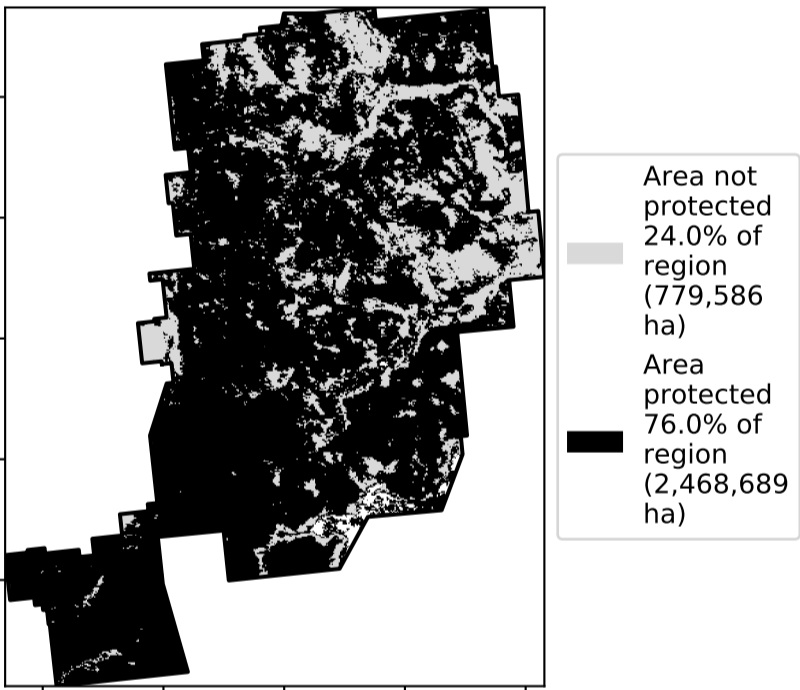 Area not
protected
24.0% of
region
(779,586
ha)
Area
protected
76.0% of
region
(2,468,689
ha)